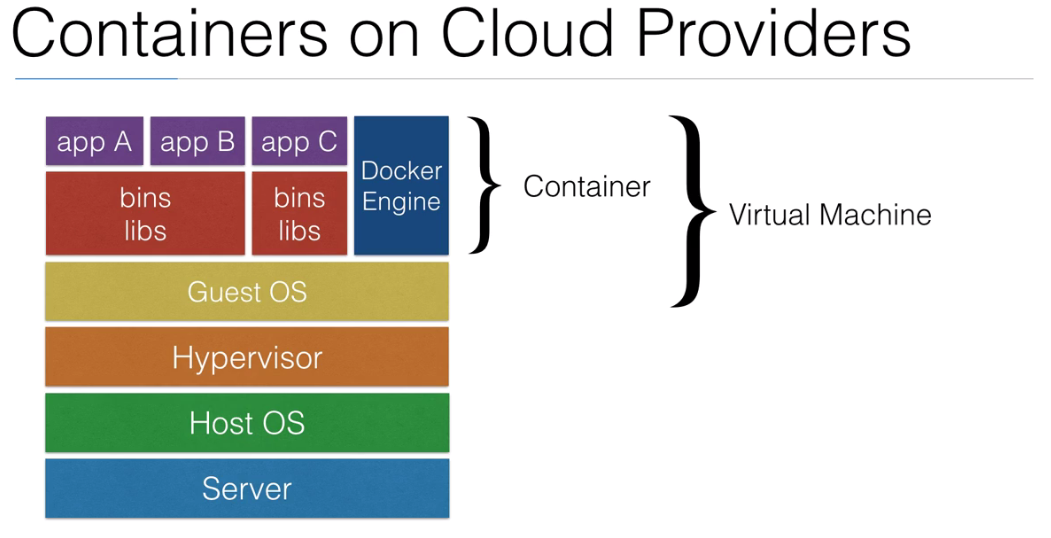 Containers on Cloud Providers
app A
app B
app C
Docker
Engine
bins
libs
bins
libs
Container
Virtual Machine
Guest OS
Hypervisor
Host OS
Server